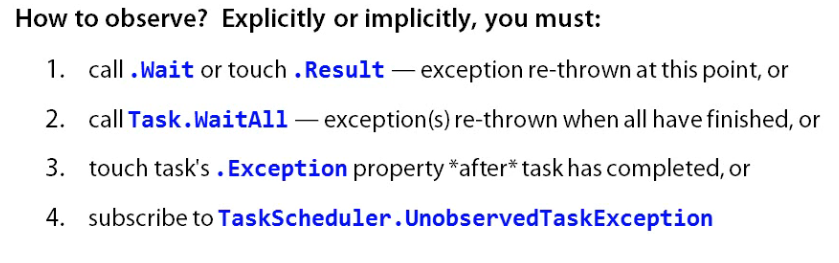 How to observe? Explicitly or implicitly, you must:
1. call .Wait or touch .Result — exception re-thrown at this point, or
2. call Task.WaitAll — exception(s) re-thrown when all have finished, or
3. touch task's .Exception property *after* task has completed, or
4. subscribe to TaskScheduler.UnobservedTaskException